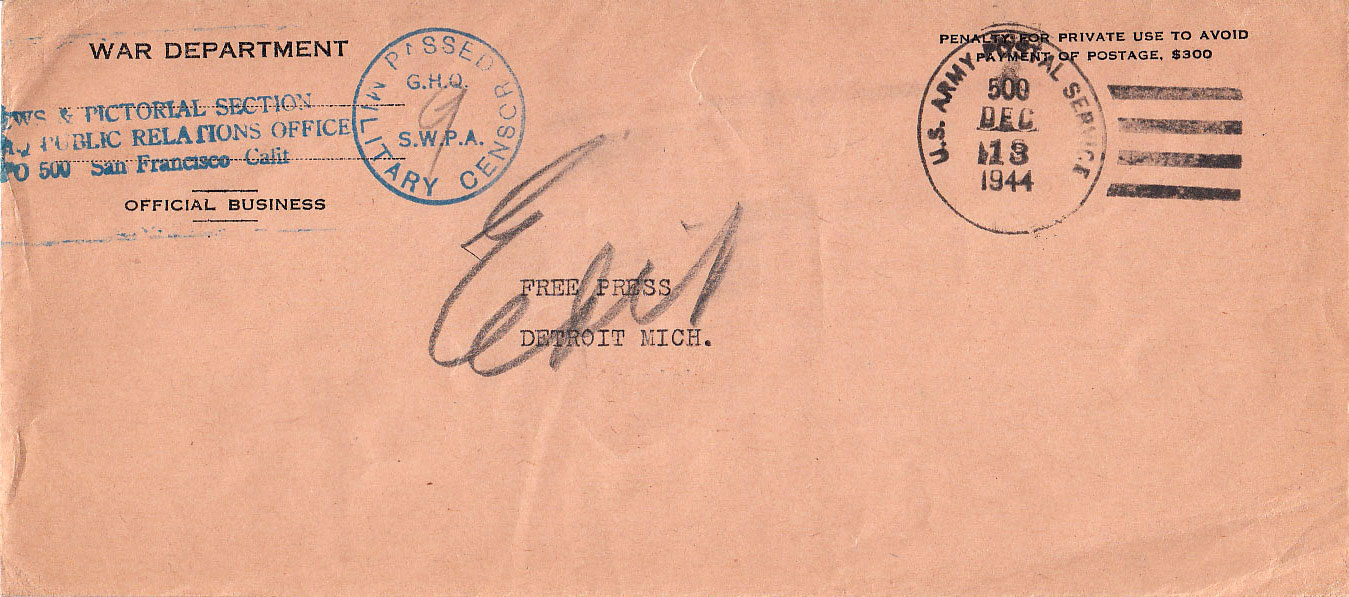 WAR DEPARTMENT
& PICTORIAL SECTION
PUBLIC RELATIONS OFFICE
500 San Francisco Calif
OFFICIAL BUSINESS
PASSED
G.H.Q.
9
S.W.P.A.
MILITARY CENSOR
PENALTY FOR PRIVATE USE TO AVOID
PAYMENT OF POSTAGE, $300
U.S. ARMY POSTAL SERVICE
500
DEC
13
1944
FREE PRESS
DETROIT MICH.